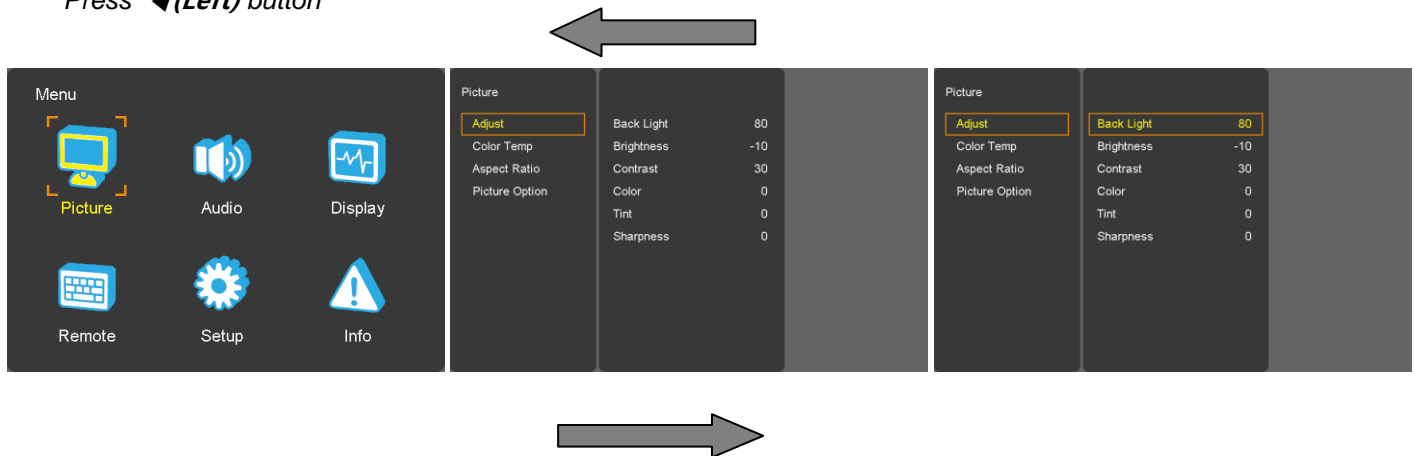 Press ◀(Left) button
Menu
Picture Audio Display
Remote Setup Info
Picture
Adjust Back Light 80
Color Temp Brightness -10
Aspect Ratio Contrast 30
Picture Option Color 0
Tint 0
Sharpness 0
Picture
Adjust Back Light 80
Color Temp Brightness -10
Aspect Ratio Contrast 30
Picture Option Color 0
Tint 0
Sharpness 0